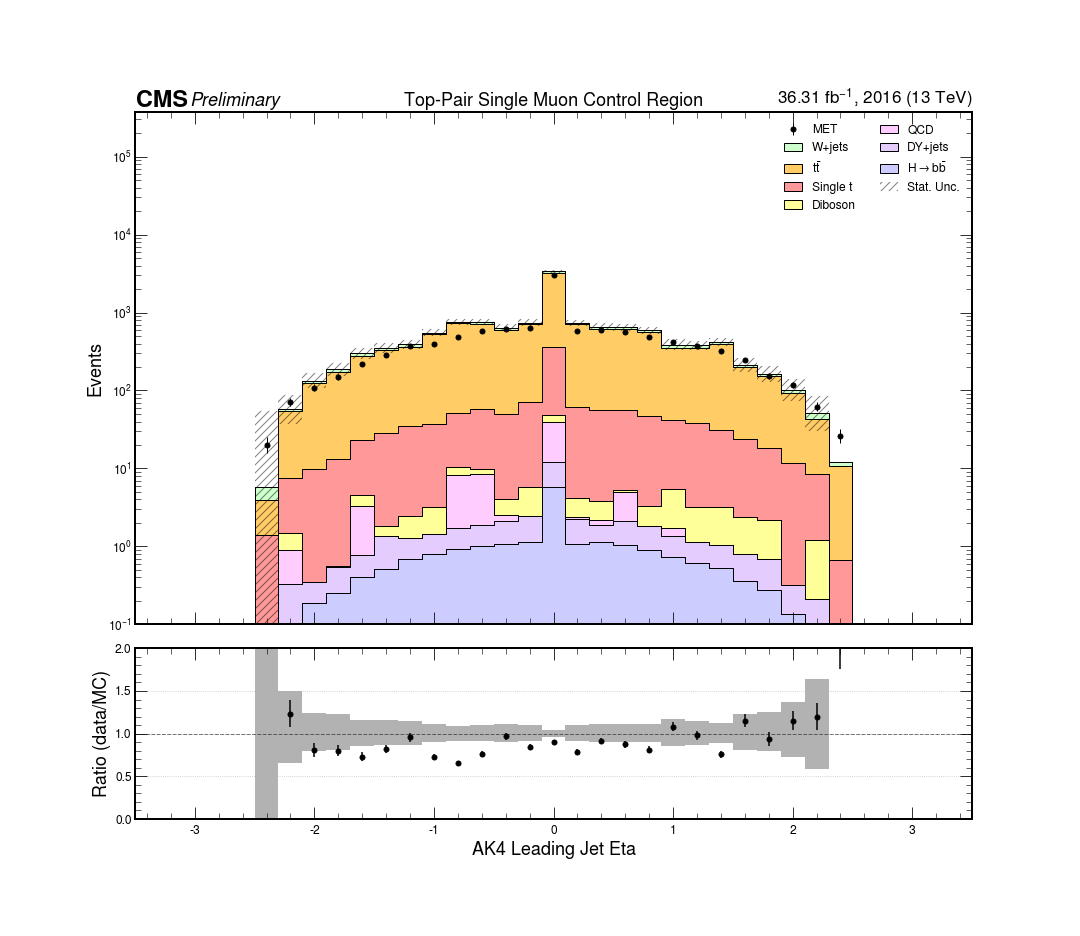 CMS Preliminary Top-Pair Single Muon Control Region 36.31 fb⁻¹, 2016 (13 TeV)
MET QCD
W+jets DY+jets
tt̄ H→bb̄
Single t Stat. Unc.
Diboson
Events
10⁵
10⁴
10³
10²
10¹
10⁰
10⁻¹
Ratio (data/MC)
2.0
1.5
1.0
0.5
0.0
-3 -2 -1 0 1 2 3
AK4 Leading Jet Eta